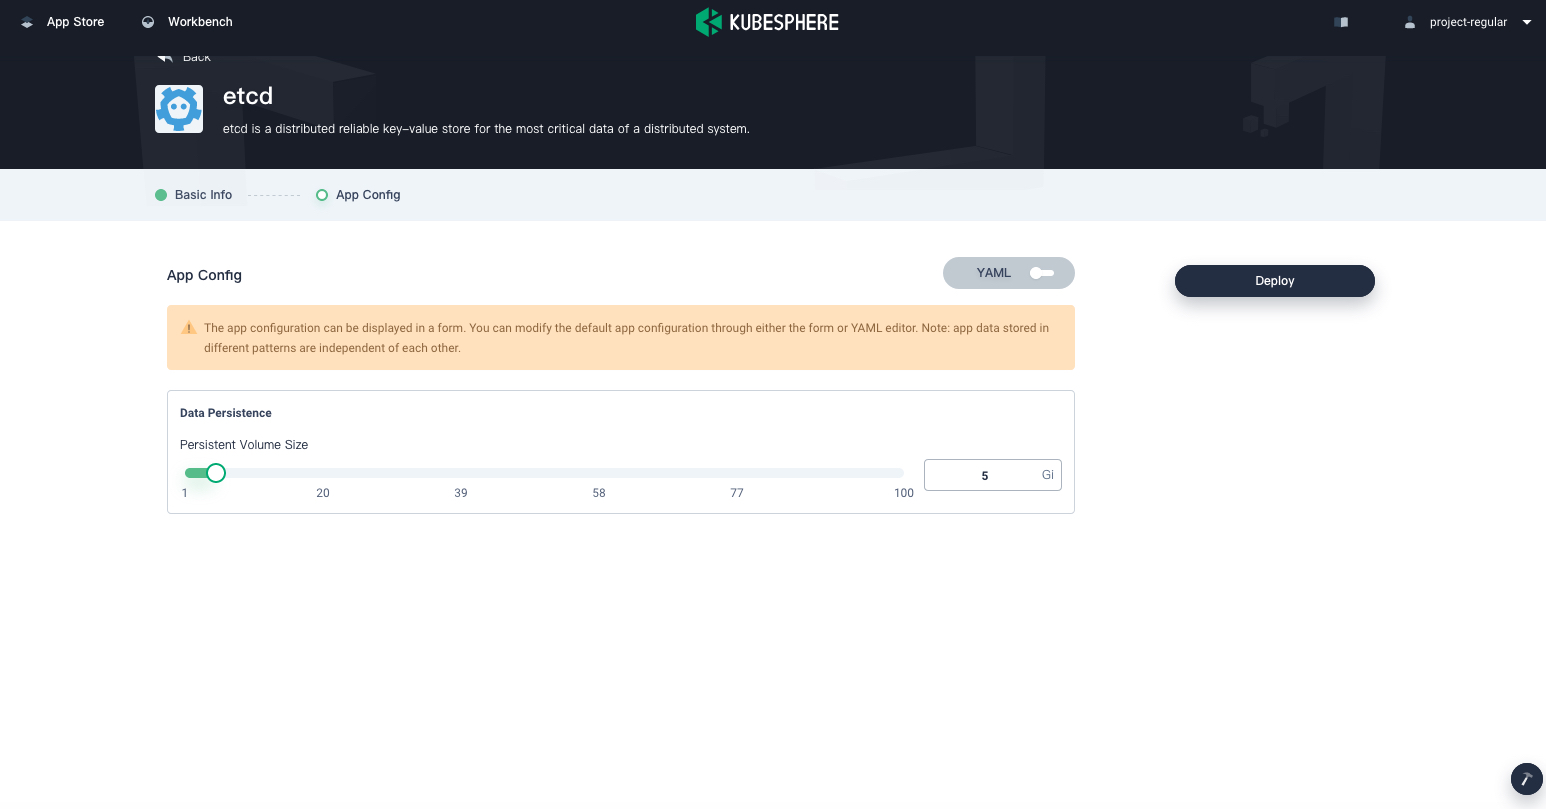 App Store
Workbench
KUBESPHERE
project-regular
Back
etcd
etcd is a distributed reliable key-value store for the most critical data of a distributed system.
Basic Info
App Config
App Config
YAML
Deploy
The app configuration can be displayed in a form. You can modify the default app configuration through either the form or YAML editor. Note: app data stored in
different patterns are independent of each other.
Data Persistence
Persistent Volume Size
5 Gi
1 20 39 58 77 100